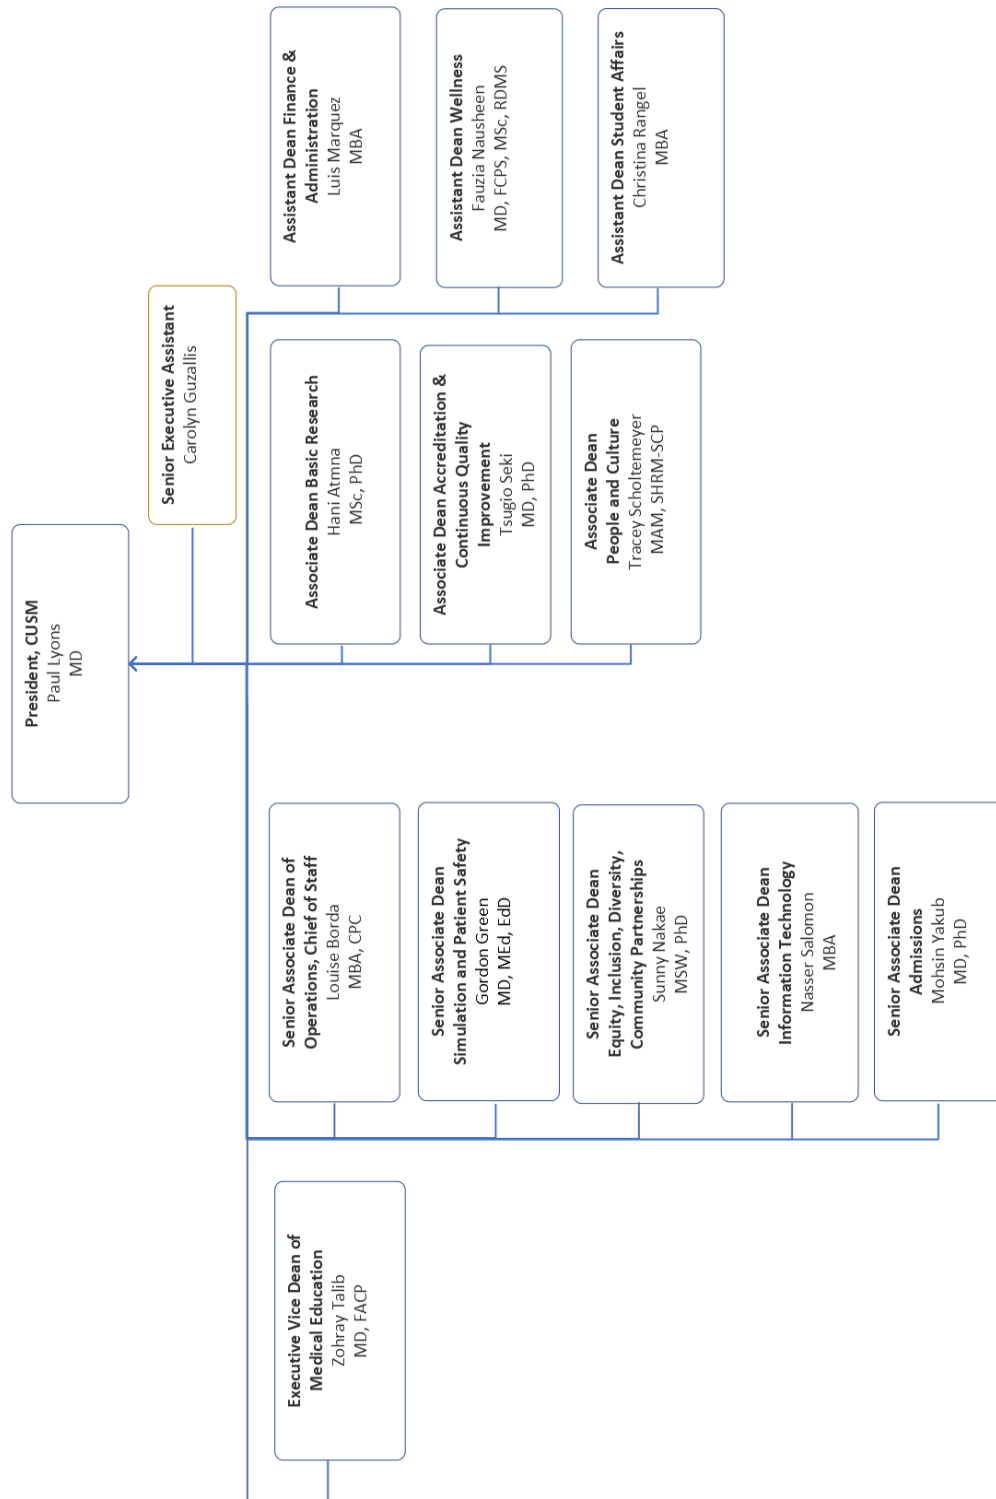 President, CUSM
Paul Lyons
MD
Senior Executive Assistant
Carolyn Guzallis
Executive Vice Dean of
Medical Education
Zohray Talib
MD, FACP
Senior Associate Dean of
Operations, Chief of Staff
Louise Borda
MBA, CPC
Senior Associate Dean
Simulation and Patient Safety
Gordon Green
MD, MEd, EdD
Senior Associate Dean
Equity, Inclusion, Diversity,
Community Partnerships
Sunny Nakae
MSW, PhD
Senior Associate Dean
Information Technology
Nasser Salomon
MBA
Senior Associate Dean
Admissions
Mohsin Yakub
MD, PhD
Associate Dean Basic Research
Hani Atmna
MSc, PhD
Associate Dean Accreditation &
Continuous Quality
Improvement
Tsugio Seki
MD, PhD
Associate Dean
People and Culture
Tracey Scholtemeyer
MAM, SHRM-SCP
Assistant Dean Finance &
Administration
Luis Marquez
MBA
Assistant Dean Wellness
Fauzia Nausheen
MD, FCPS, MSc, RDMS
Assistant Dean Student Affairs
Christina Rangel
MBA